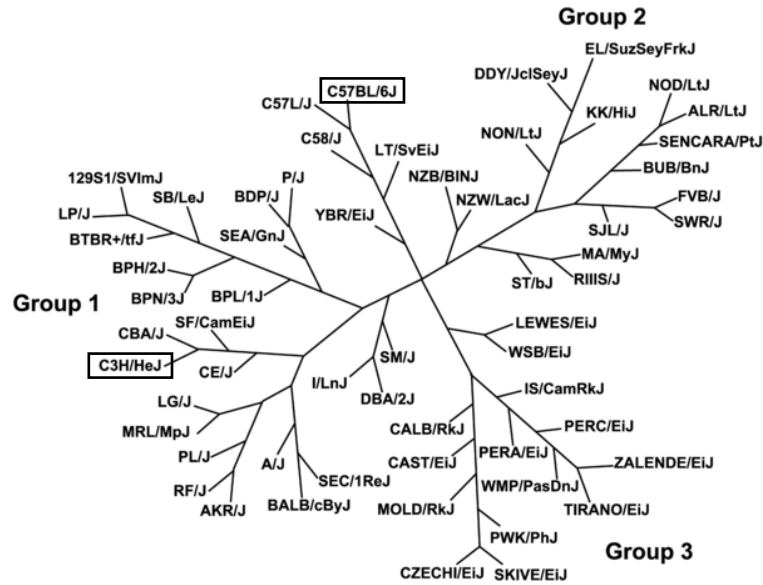 Group 2
EL/SuzSeyFrkJ
DDY/JclSeyJ
NOD/LtJ
C57BL/6J
C57L/J
KK/HiJ
ALR/LtJ
C58/J
NON/LtJ
SENCARA/PtJ
LT/SvEiJ
BUB/BnJ
129S1/SVImJ
P/J
NZB/BlNJ
SB/LeJ
BDP/J
NZW/LacJ
FVB/J
LP/J
YBR/EiJ
SJL/J
SWR/J
BTBR+/tfJ
SEA/GnJ
MA/MyJ
BPH/2J
ST/bJ
RIIIS/J
BPN/3J
BPL/1J
Group 1
SF/CamEiJ
LEWES/EiJ
CBA/J
WSB/EiJ
C3H/HeJ
CE/J
SM/J
I/LnJ
IS/CamRkJ
DBA/2J
LG/J
CALB/RkJ
PERC/EiJ
MRL/MpJ
PERA/EiJ
PL/J
A/J
CAST/EiJ
ZALENDE/EiJ
SEC/1ReJ
WMP/PasDnJ
RF/J
BALB/cByJ
MOLD/RkJ
TIRANO/EiJ
AKR/J
PWK/PhJ
Group 3
CZECHI/EiJ
SKIVE/EiJ